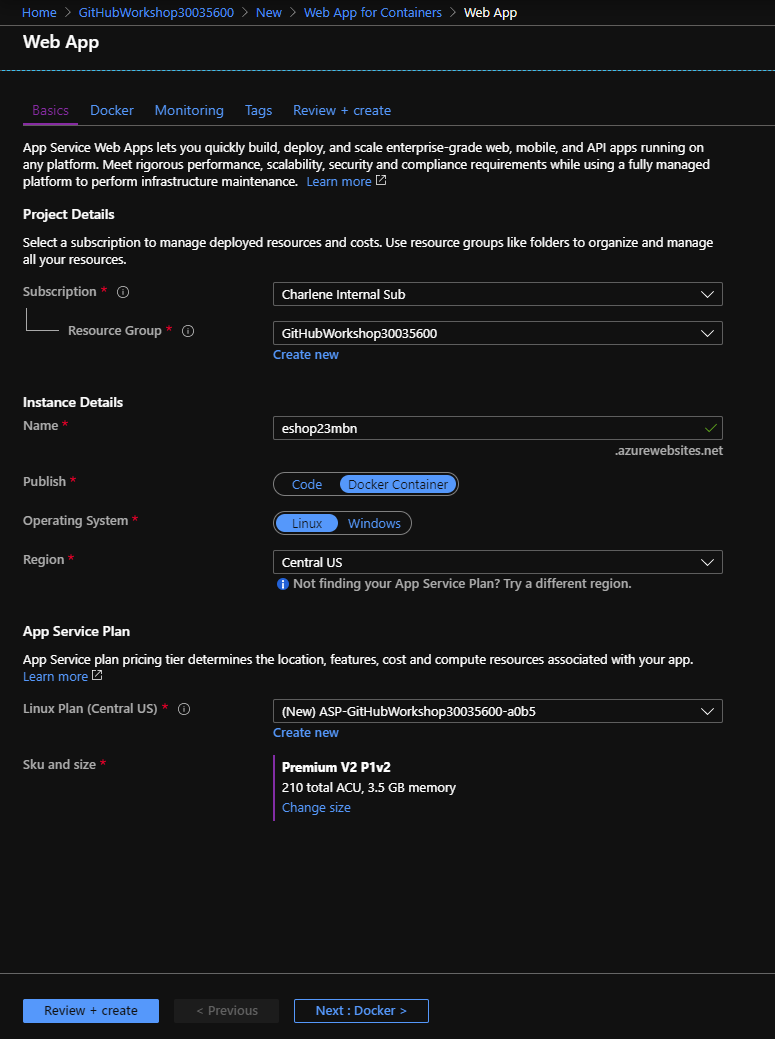 Home > GitHubWorkshop30035600 > New > Web App for Containers > Web App
Web App
Basics Docker Monitoring Tags Review + create
App Service Web Apps lets you quickly build, deploy, and scale enterprise-grade web, mobile, and API apps running on
any platform. Meet rigorous performance, scalability, security and compliance requirements while using a fully managed
platform to perform infrastructure maintenance. Learn more
Project Details
Select a subscription to manage deployed resources and costs. Use resource groups like folders to organize and manage
all your resources.
Subscription * Charlene Internal Sub
Resource Group * GitHubWorkshop30035600
Create new
Instance Details
Name * eshop23mbn
.azurewebsites.net
Publish * Code Docker Container
Operating System * Linux Windows
Region * Central US
Not finding your App Service Plan? Try a different region.
App Service Plan
App Service plan pricing tier determines the location, features, cost and compute resources associated with your app.
Learn more
Linux Plan (Central US) * (New) ASP-GitHubWorkshop30035600-a0b5
Create new
Sku and size * Premium V2 P1v2
210 total ACU, 3.5 GB memory
Change size
Review + create < Previous Next : Docker >